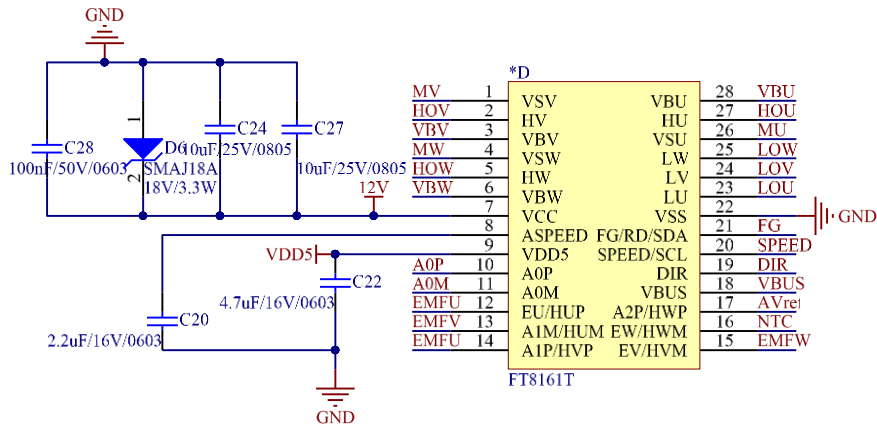 GND
*D
MV 1 VSV VBU 28 VBU
HOV 2 HV HU 27 HOU
VBV 3 VBV VSU 26 MU
MW 4 VSW LW 25 LOW
HOW 5 HW LV 24 LOV
VBW 6 VBW LU 23 LOU
7 VCC VSS 22 GND
8 ASPEED FG/RD/SDA 21 FG
VDD5 9 VDD5 SPEED/SCL 20 SPEED
A0P 10 A0P DIR 19 DIR
A0M 11 A0M VBUS 18 VBUS
EMFU 12 EU/HUP A2P/HWP 17 AVref
EMFV 13 A1M/HUM EW/HWM 16 NTC
EMFU 14 A1P/HVP EV/HVM 15 EMFW
FT8161T
C28
100nF/50V/0603
1
2
D6
SMAJ18A
18V/3.3W
C24
10uF/25V/0805
C27
10uF/25V/0805
12V
C22
4.7uF/16V/0603
C20
2.2uF/16V/0603
GND